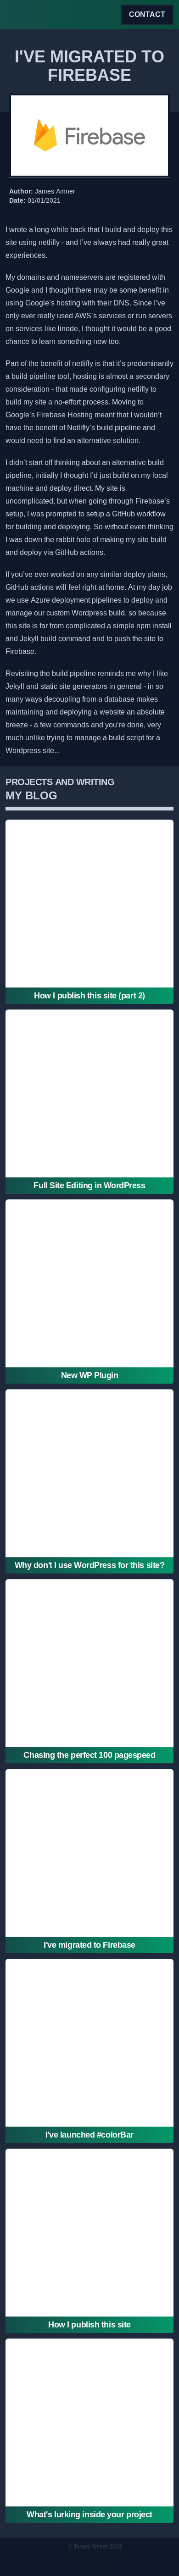 CONTACT
I'VE MIGRATED TO
FIREBASE
Firebase
Author: James Amner
Date: 01/01/2021
I wrote a long while back that I build and deploy this
site using netlify - and I've always had really great
experiences.
My domains and nameservers are registered with
Google and I thought there may be some benefit in
using Google's hosting with their DNS. Since I've
only ever really used AWS's services or run servers
on services like linode, I thought it would be a good
chance to learn something new too.
Part of the benefit of netlify is that it's predominantly
a build pipeline tool, hosting is almost a secondary
consideration - that made configuring netlify to
build my site a no-effort process. Moving to
Google's Firebase Hosting meant that I wouldn't
have the benefit of Netlify's build pipeline and
would need to find an alternative solution.
I didn't start off thinking about an alternative build
pipeline, initially I thought I'd just build on my local
machine and deploy direct. My site is
uncomplicated, but when going through Firebase's
setup, I was prompted to setup a GitHub workflow
for building and deploying. So without even thinking
I was down the rabbit hole of making my site build
and deploy via GitHub actions.
If you've ever worked on any similar deploy plans,
GitHub actions will feel right at home. At my day job
we use Azure deployment pipelines to deploy and
manage our custom Wordpress build, so because
this site is far from complicated a simple npm install
and Jekyll build command and to push the site to
Firebase.
Revisiting the build pipeline reminds me why I like
Jekyll and static site generators in general - in so
many ways decoupling from a database makes
maintaining and deploying a website an absolute
breeze - a few commands and you're done, very
much unlike trying to manage a build script for a
Wordpress site...
PROJECTS AND WRITING
MY BLOG
How I publish this site (part 2)
Full Site Editing in WordPress
New WP Plugin
Why don't I use WordPress for this site?
Chasing the perfect 100 pagespeed
I've migrated to Firebase
I've launched #colorBar
How I publish this site
What's lurking inside your project